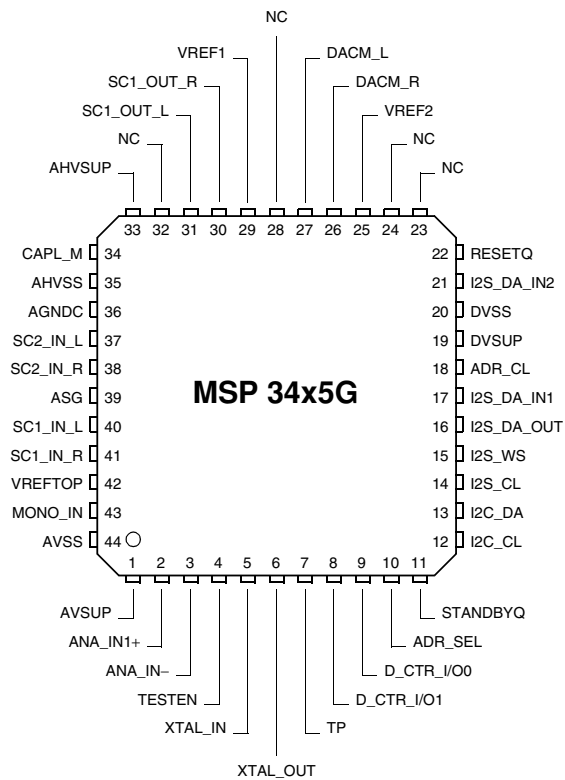 NC
VREF1
DACM_L
SC1_OUT_R
DACM_R
SC1_OUT_L
VREF2
NC
NC
AHVSUP
NC
33 32 31 30 29 28 27 26 25 24 23
CAPL_M 34
22 RESETQ
AHVSS 35
21 I2S_DA_IN2
AGNDC 36
20 DVSS
SC2_IN_L 37
19 DVSUP
SC2_IN_R 38
18 ADR_CL
ASG 39
MSP 34x5G
17 I2S_DA_IN1
SC1_IN_L 40
16 I2S_DA_OUT
SC1_IN_R 41
15 I2S_WS
VREFTOP 42
14 I2S_CL
MONO_IN 43
13 I2C_DA
AVSS 44
12 I2C_CL
1 2 3 4 5 6 7 8 9 10 11
AVSUP
STANDBYQ
ANA_IN1+
ADR_SEL
ANA_IN−
D_CTR_I/O0
TESTEN
D_CTR_I/O1
XTAL_IN
TP
XTAL_OUT